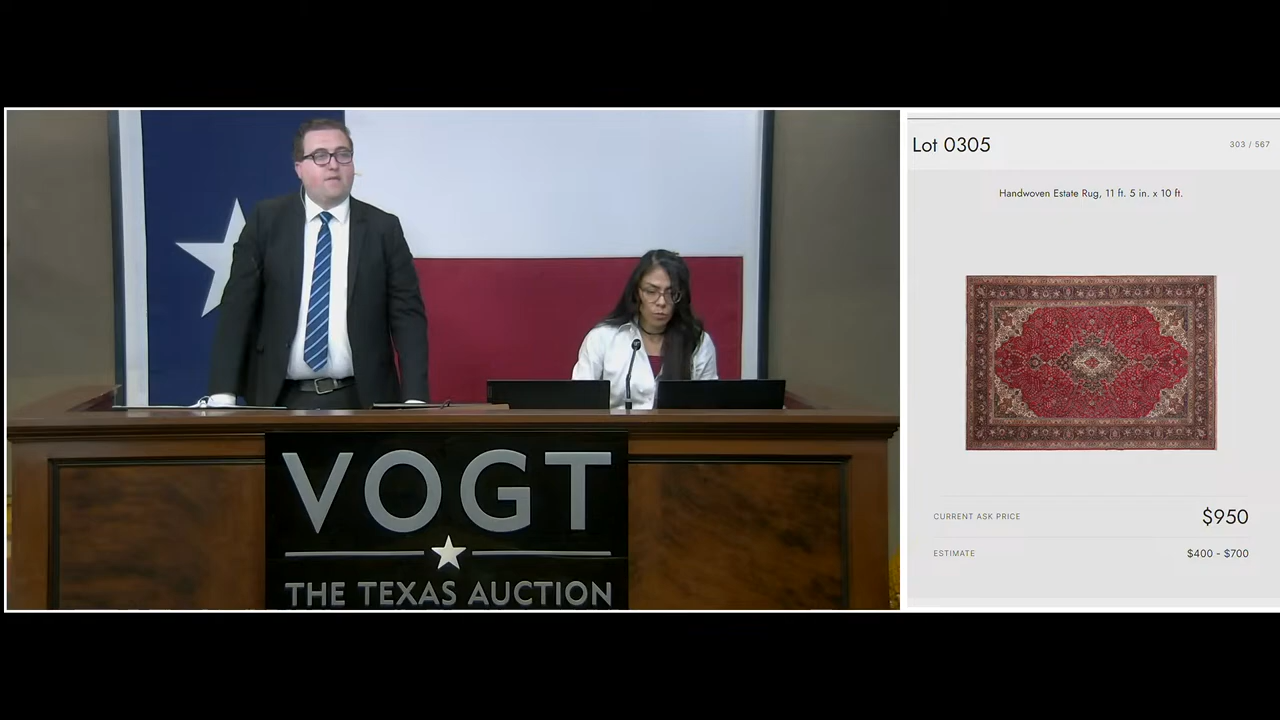 VOGT
THE TEXAS AUCTION
Lot 0305
303 / 567
Handwoven Estate Rug, 11 ft. 5 in. x 10 ft.
CURRENT ASK PRICE
$950
ESTIMATE
$400 - $700